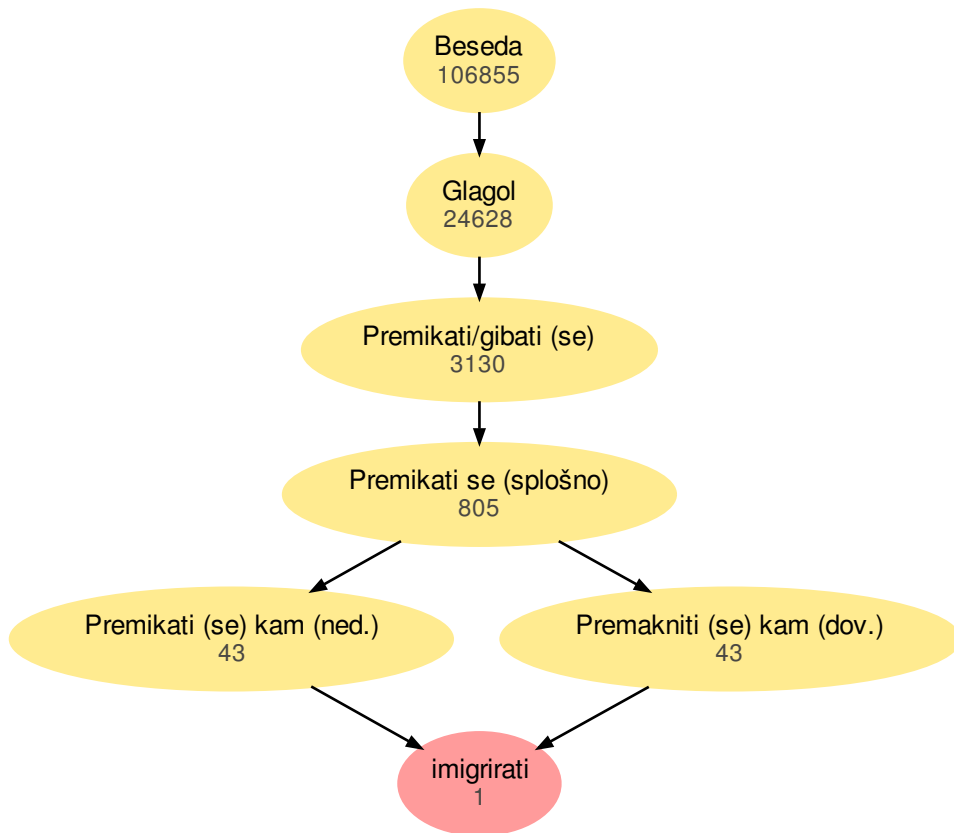 Beseda
106855
Glagol
24628
Premikati/gibati (se)
3130
Premikati se (splošno)
805
Premikati (se) kam (ned.)
43
Premakniti (se) kam (dov.)
43
imigrirati
1